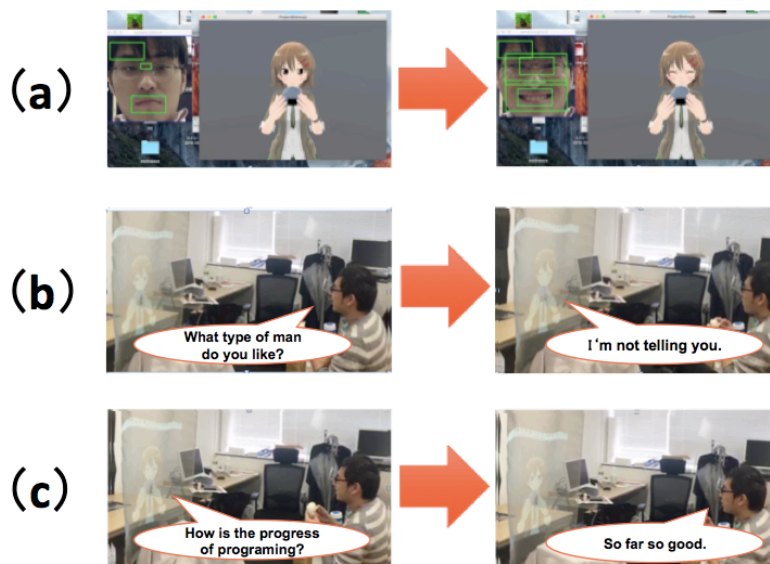 (a)
(b)
What type of man
do you like?
I'm not telling you.
(c)
How is the progress
of programing?
So far so good.